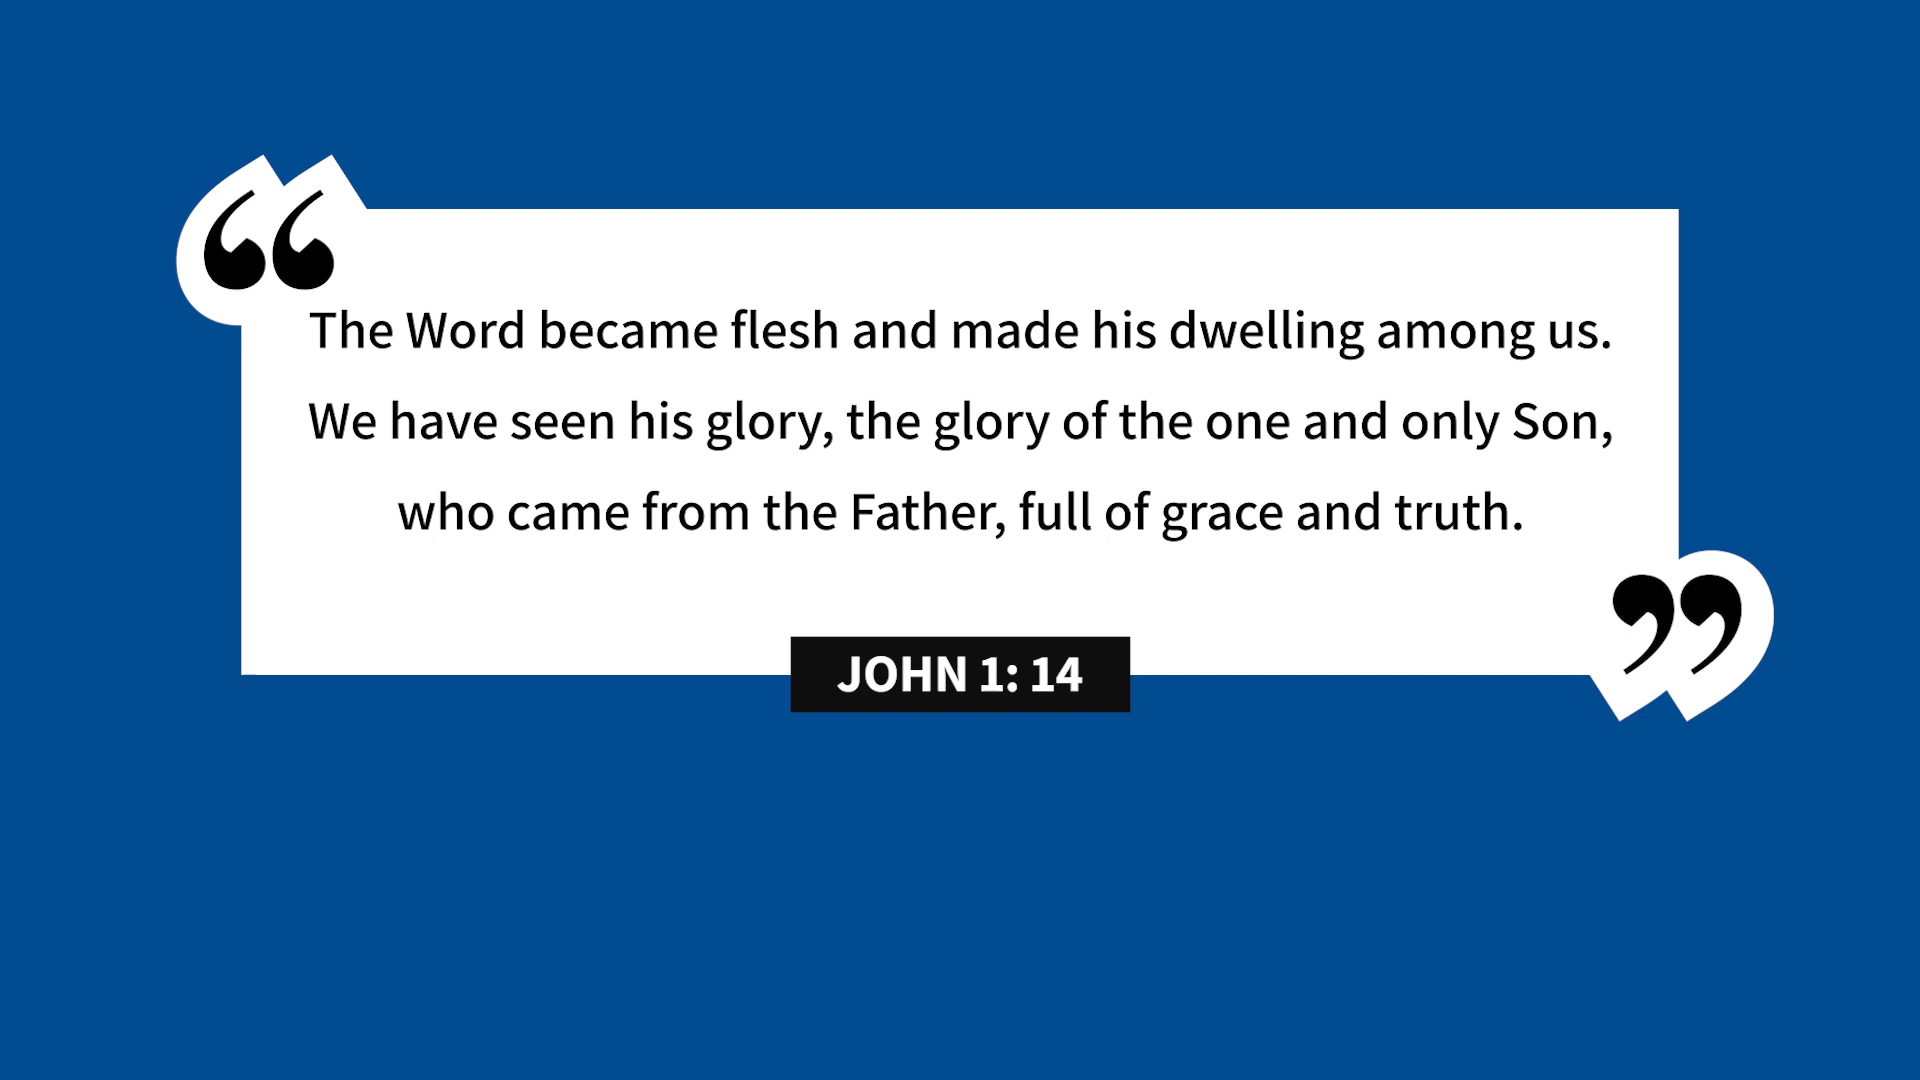 “
The Word became flesh and made his dwelling among us.
We have seen his glory, the glory of the one and only Son,
who came from the Father, full of grace and truth.
”
JOHN 1: 14